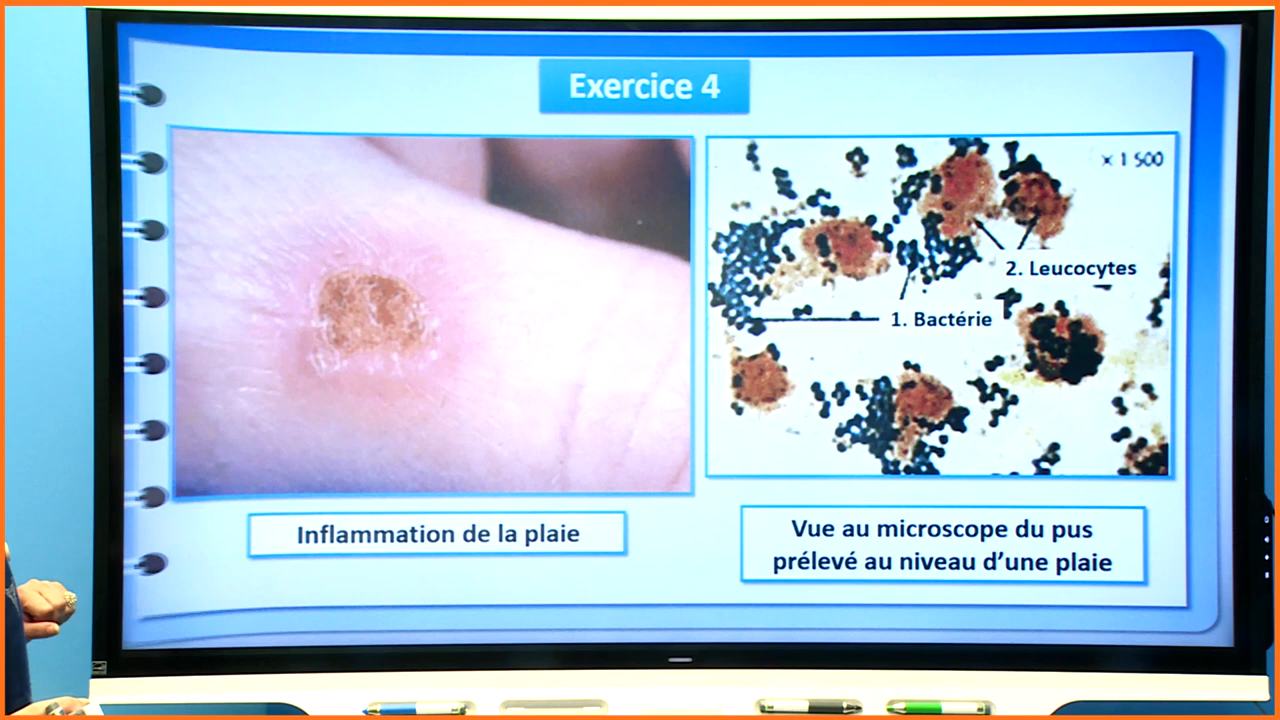 Exercice 4
× 1 500
2. Leucocytes
1. Bactérie
Inflammation de la plaie
Vue au microscope du pus
prélevé au niveau d'une plaie